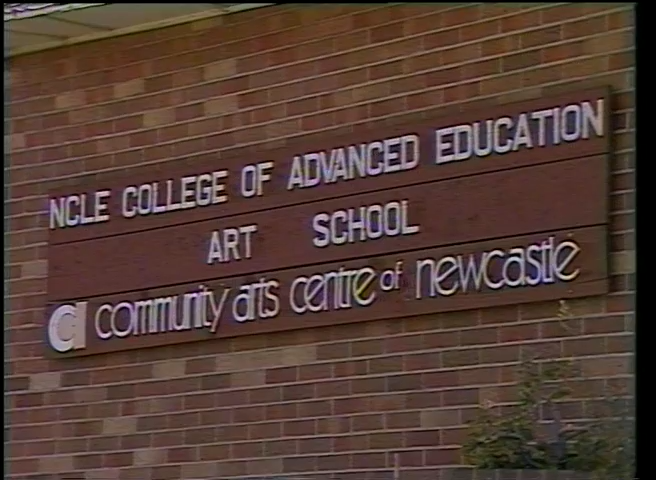 NCLE COLLEGE OF ADVANCED EDUCATION
ART SCHOOL
community arts centre of newcastle